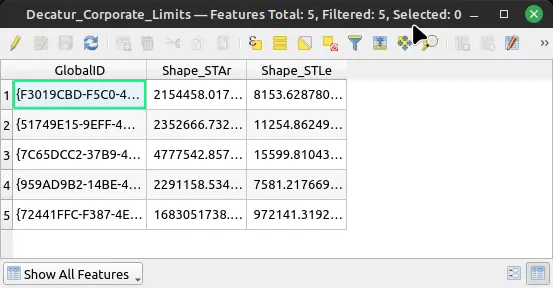 Decatur_Corporate_Limits — Features Total: 5, Filtered: 5, Selected: 0
GlobalID Shape_STAr Shape_STLe
1 {F3019CBD-F5C0-4... 2154458.017... 8153.628780...
2 {51749E15-9EFF-4... 2352666.732... 11254.86249...
3 {7C65DCC2-37B9-4... 4777542.857... 15599.81043...
4 {959AD9B2-14BE-4... 2291158.534... 7581.217669...
5 {72441FFC-F387-4E... 1683051738.... 972141.3192...
Show All Features